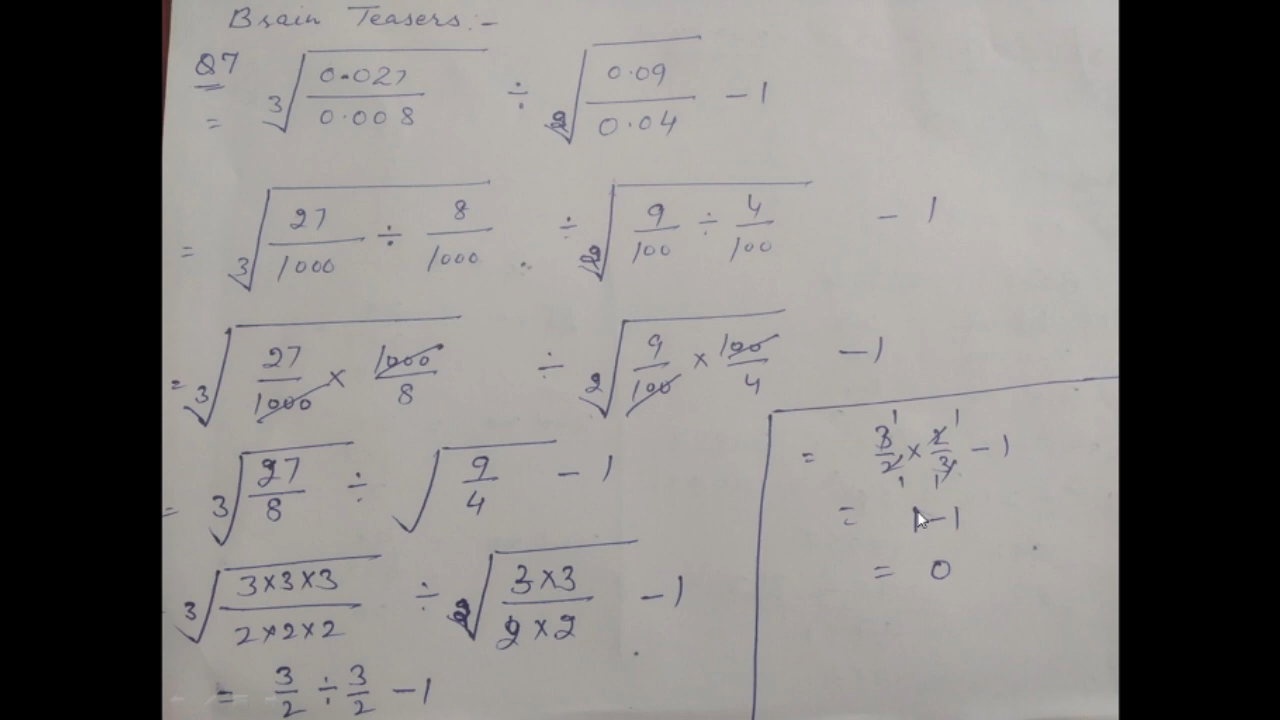 Brain Teasers:-
Q7
= ∛(0.027/0.008) ÷ ²√(0.09/0.04) - 1
= ∛(27/1000 ÷ 8/1000) ÷ ²√(9/100 ÷ 4/100) - 1
= ∛(27/1000 × 1000/8) ÷ ²√(9/100 × 100/4) - 1
= ∛(27/8) ÷ √(9/4) - 1
∛(3×3×3/2×2×2) ÷ ²√(3×3/2×2) - 1
= 3/2 ÷ 3/2 - 1
= 3/2 × 2/3 - 1
= 1 - 1
= 0